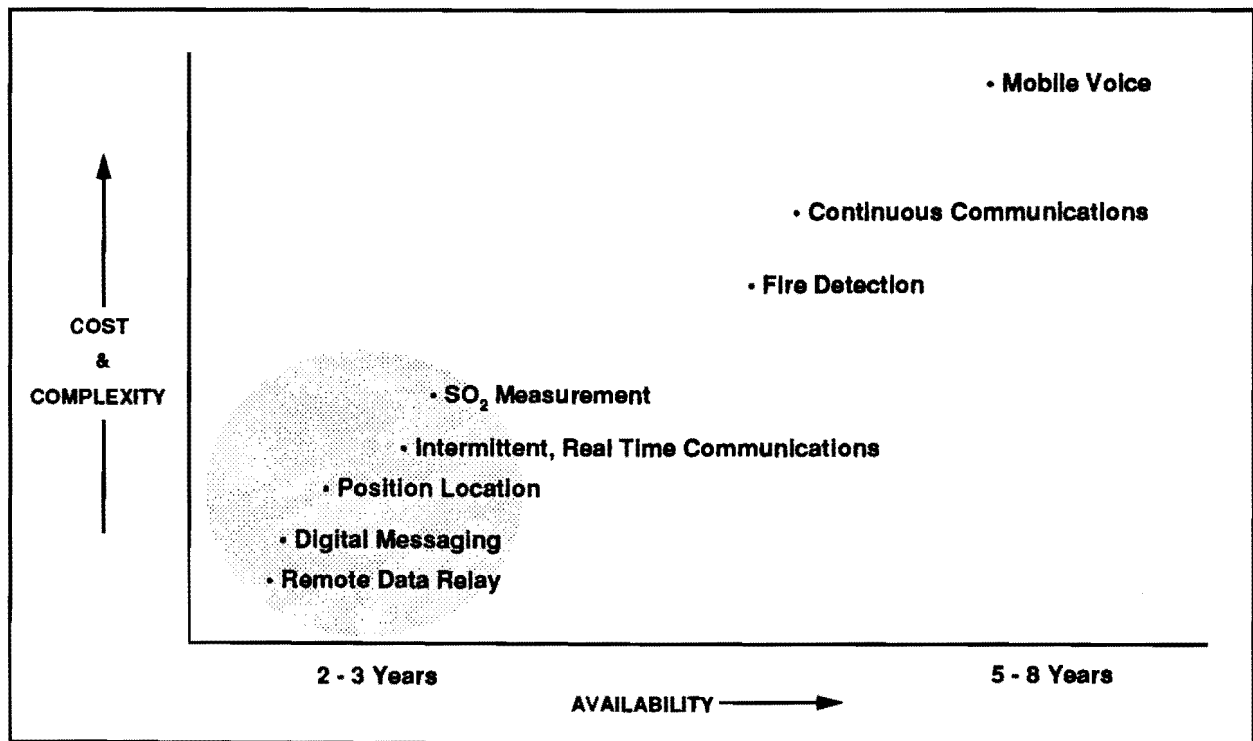 • Mobile Voice
• Continuous Communications
• Fire Detection
COST
&
COMPLEXITY
• SO₂ Measurement
• Intermittent, Real Time Communications
• Position Location
• Digital Messaging
• Remote Data Relay
2 - 3 Years
5 - 8 Years
AVAILABILITY